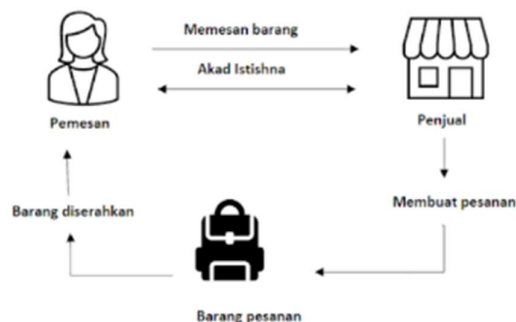 Memesan barang
Akad Istishna
Pemesan
Penjual
Membuat pesanan
Barang diserahkan
Barang pesanan